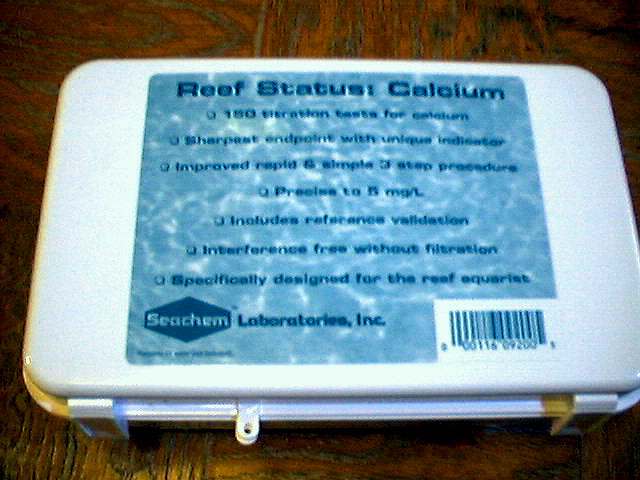 Reef Status: Calcium
❏ 150 titration tests for calcium
❏ Sharpest endpoint with unique indicator
❏ Improved rapid & simple 3 step procedure
❏ Precise to 5 mg/L
❏ Includes reference validation
❏ Interference free without filtration
❏ Specifically designed for the reef aquarist
Seachem™ Laboratories, Inc.
0 00116 09200